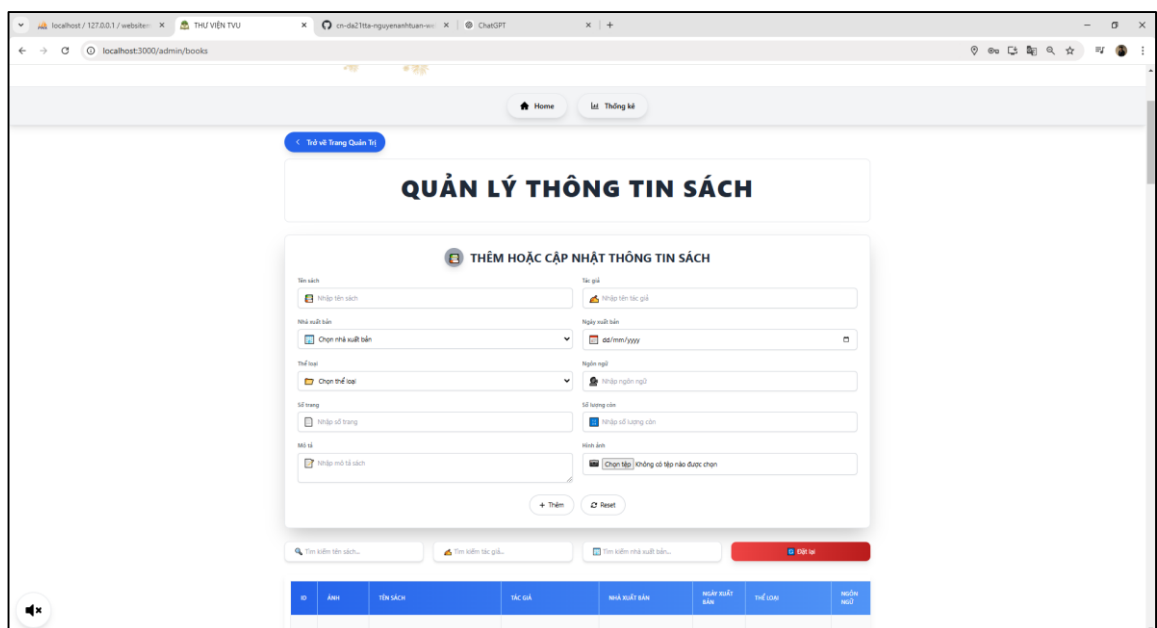 localhost / 127.0.0.1 / website THƯ VIỆN TVU cn-da21tta-nguyenanhtuan-wc ChatGPT
localhost:3000/admin/books
Home Thống kê
Trở về Trang Quản Trị
QUẢN LÝ THÔNG TIN SÁCH
THÊM HOẶC CẬP NHẬT THÔNG TIN SÁCH
Tên sách Tác giả
Nhập tên sách Nhập tên tác giả
Nhà xuất bản Ngày xuất bản
Chọn nhà xuất bản dd/mm/yyyy
Thể loại Ngôn ngữ
Chọn thể loại Nhập ngôn ngữ
Số trang Số lượng còn
Nhập số trang Nhập số lượng còn
Mô tả Hình ảnh
Nhập mô tả sách Chọn tệp Không có tệp nào được chọn
+ Thêm Reset
Tìm kiếm tên sách... Tìm kiếm tác giả... Tìm kiếm nhà xuất bản... Đặt lại
ID ẢNH TÊN SÁCH TÁC GIẢ NHÀ XUẤT BẢN NGÀY XUẤT BẢN THỂ LOẠI NGÔN NGỮ